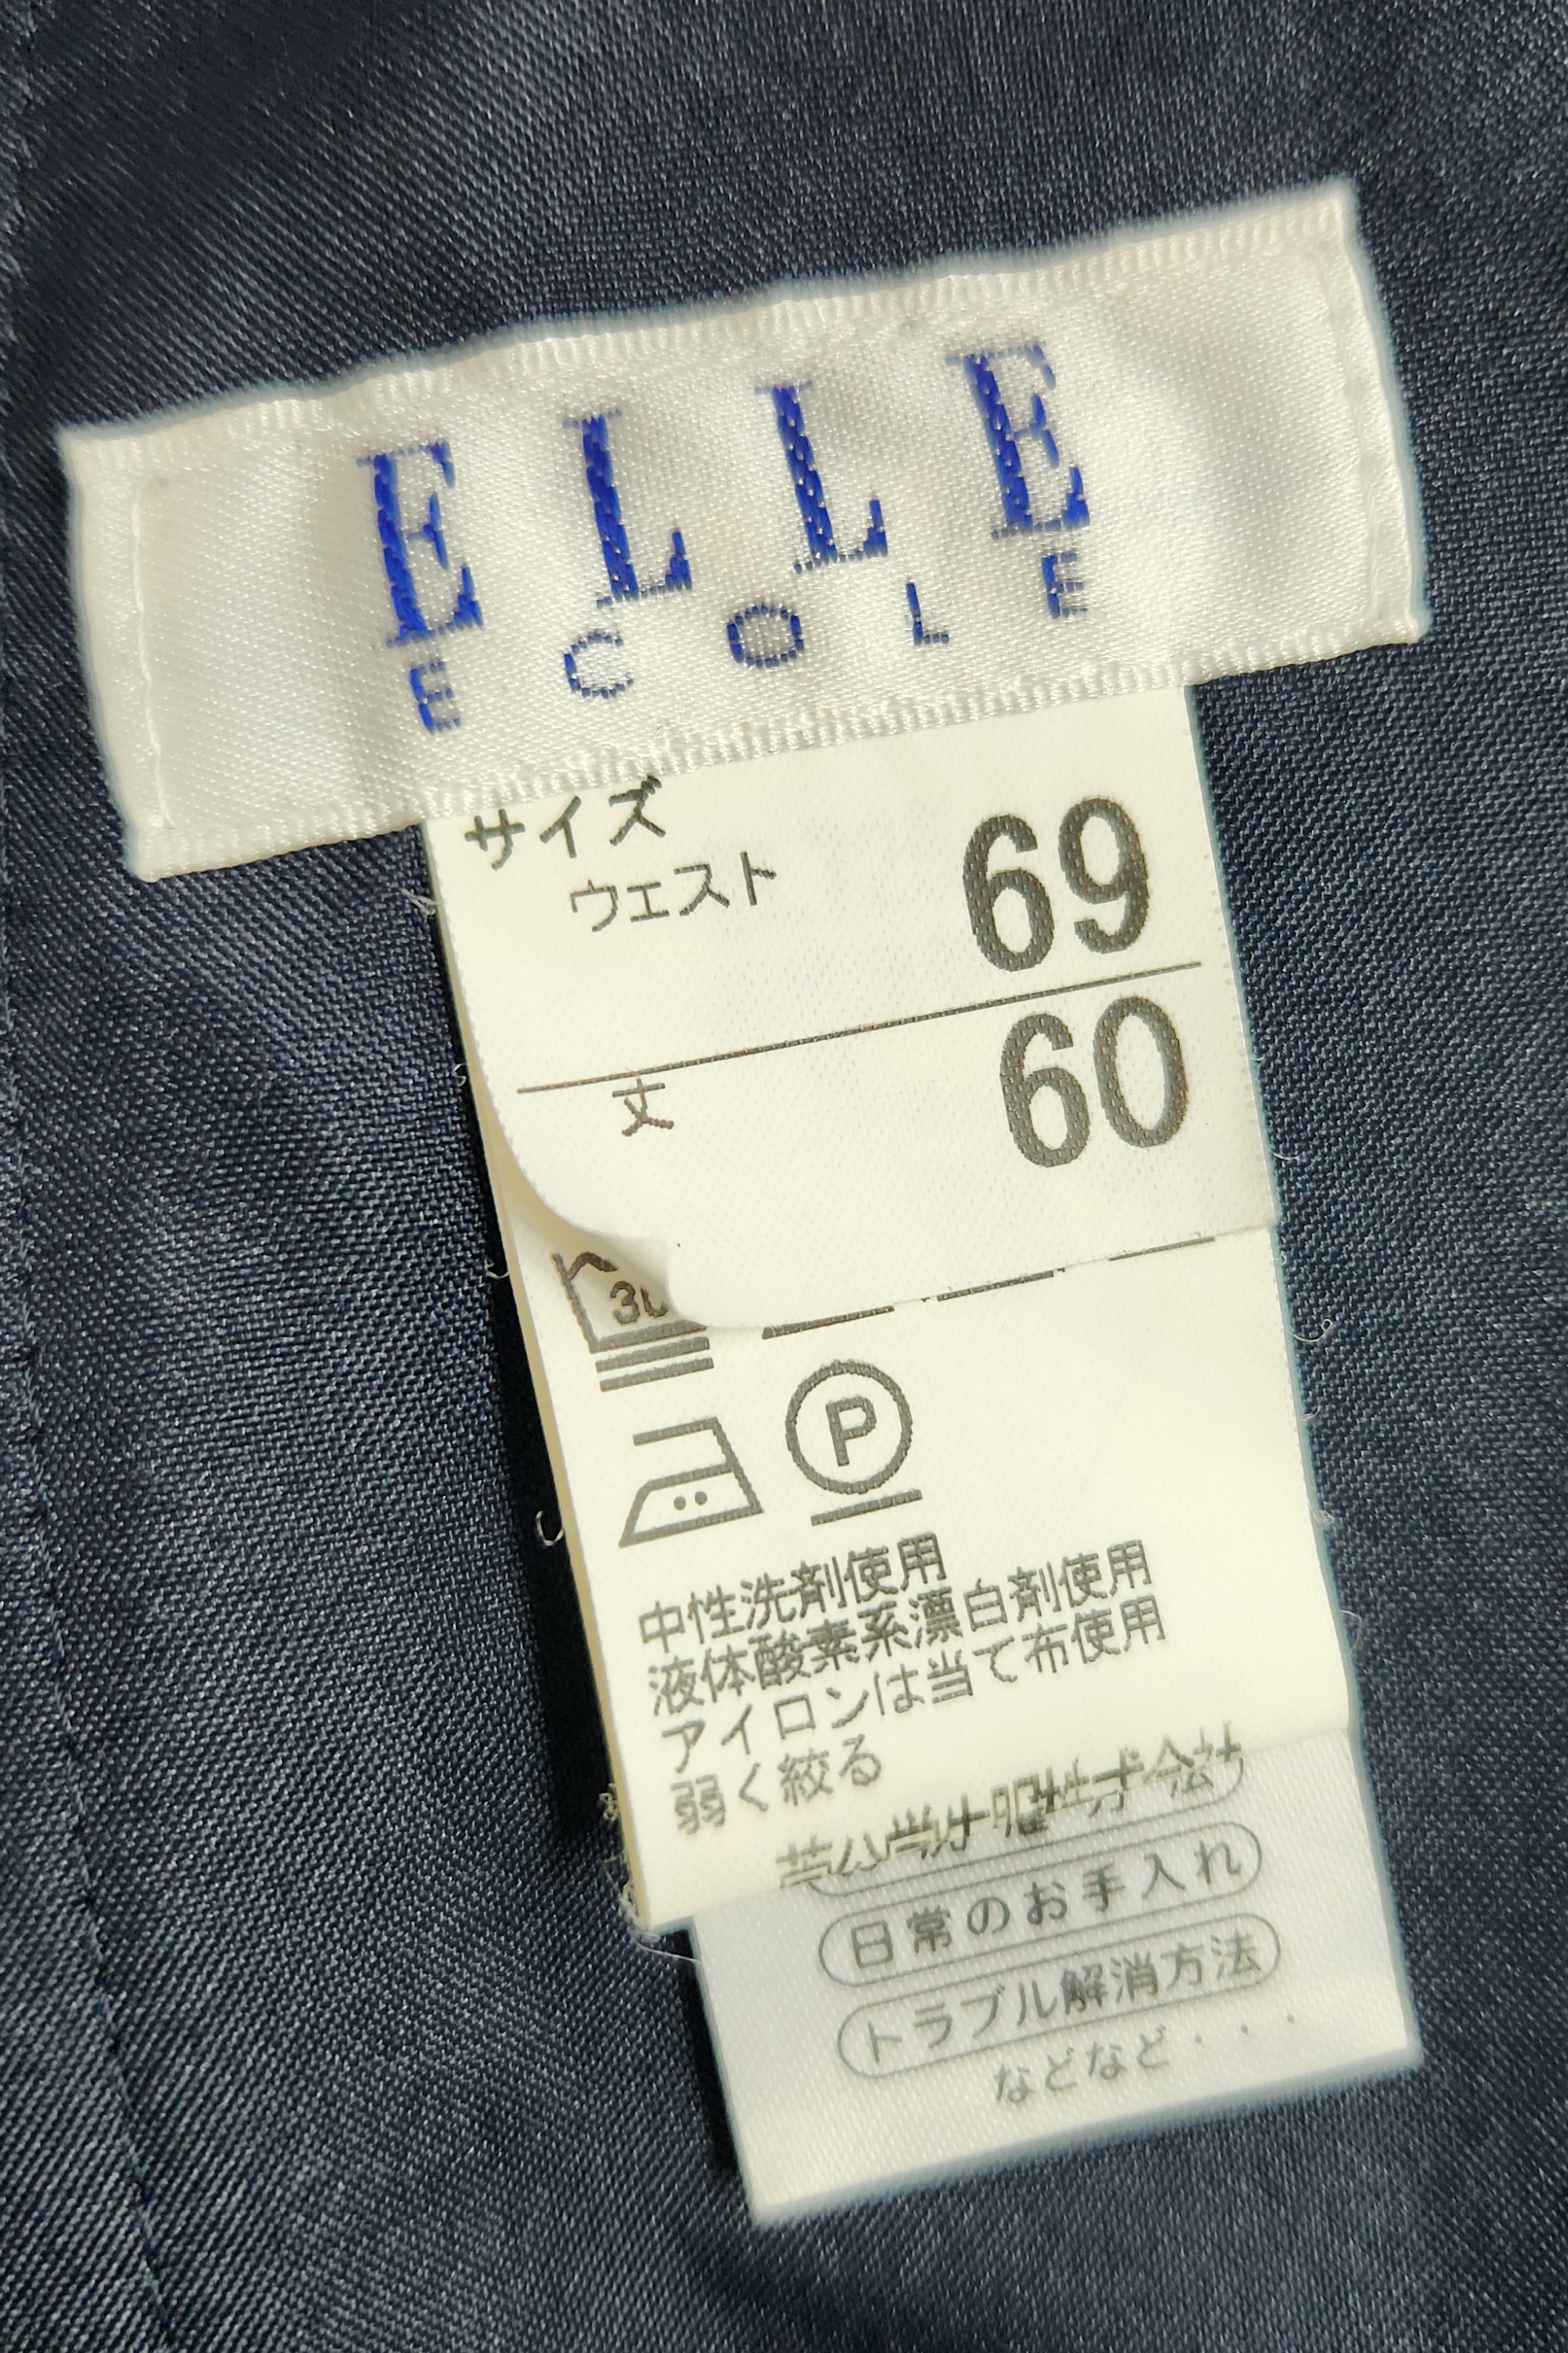 ELLE
ECOLE
サイズ
ウエスト 69
丈 60
P
中性洗剤使用
液体酸素系漂白剤使用
アイロンは当て布使用
弱く絞る
日常のお手入れ
トラブル解消方法
などなど・・・